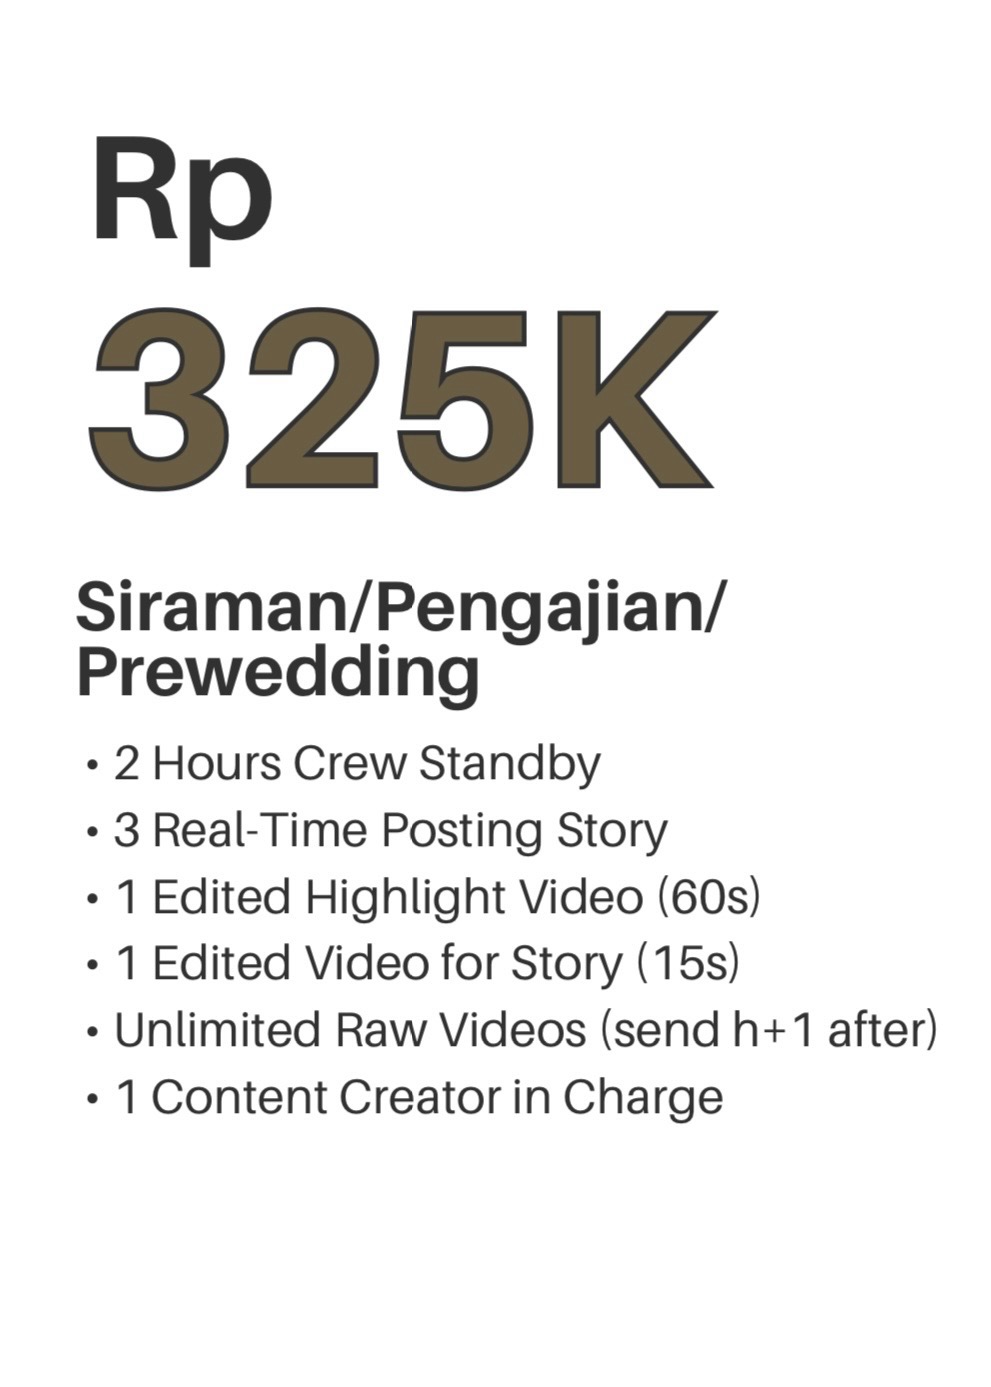 Rp
325K
Siraman/Pengajian/
Prewedding
• 2 Hours Crew Standby
• 3 Real-Time Posting Story
• 1 Edited Highlight Video (60s)
• 1 Edited Video for Story (15s)
• Unlimited Raw Videos (send h+1 after)
• 1 Content Creator in Charge